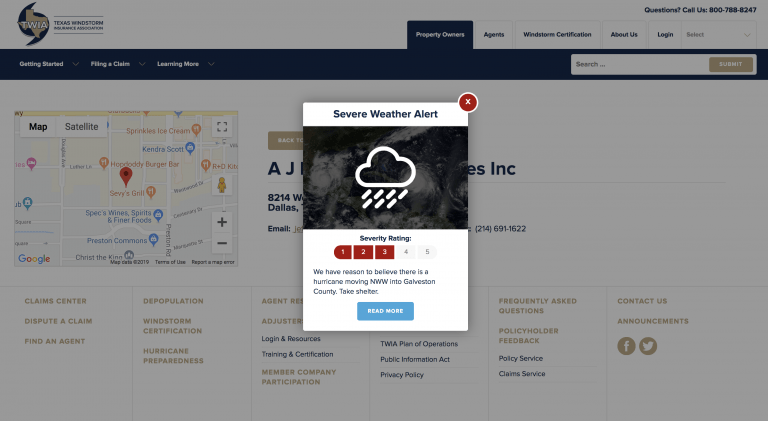 Questions? Call Us: 800-788-8247
TWIA
TEXAS WINDSTORM
INSURANCE ASSOCIATION
Property Owners
Agents
Windstorm Certification
About Us
Login
Select
Getting Started
Filing a Claim
Learning More
Search ...
SUBMIT
Map
Satellite
Sprinkles Ice Cream
Kendra Scott
Hopdoddy Burger Bar
R+D Kit
Luther Ln
Sevy's Grill
Westwood Dr
Spec's Wines, Spirits
& Finer Foods
Preston Commons
Preston Rd
Christ the King
Square
Google
Map data ©2019
Terms of Use
Report a map error
BACK TO
A J
es Inc
8214 We
Dallas,
Email:
(214) 691-1622
Severe Weather Alert
X
Severity Rating:
1 2 3 4 5
We have reason to believe there is a
hurricane moving NWW into Galveston
County. Take shelter.
READ MORE
CLAIMS CENTER
DISPUTE A CLAIM
FIND AN AGENT
DEPOPULATION
WINDSTORM
CERTIFICATION
HURRICANE
PREPAREDNESS
AGENT RE
ADJUSTER
Login & Resources
Training & Certification
MEMBER COMPANY
PARTICIPATION
TWIA Plan of Operations
Public Information Act
Privacy Policy
FREQUENTLY ASKED
QUESTIONS
POLICYHOLDER
FEEDBACK
Policy Service
Claims Service
CONTACT US
ANNOUNCEMENTS